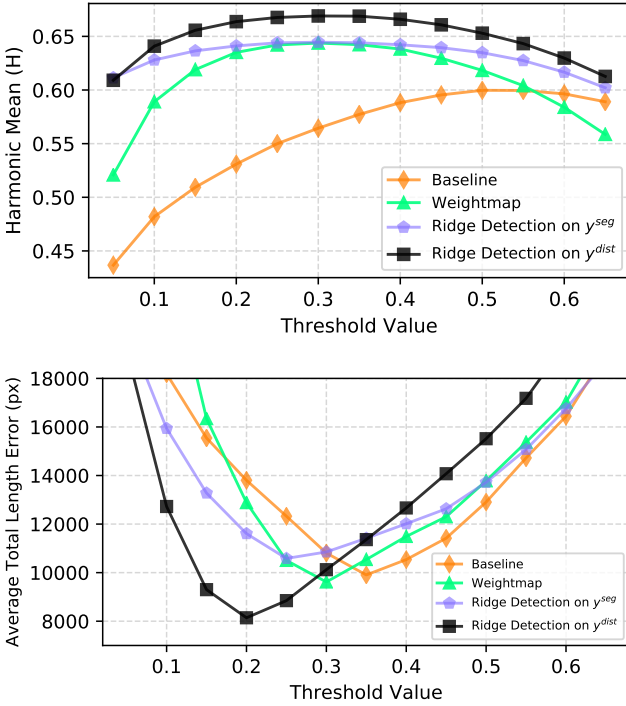 Harmonic Mean (H)
0.65
0.60
0.55
0.50
0.45
Baseline
Weightmap
Ridge Detection on y^seg
Ridge Detection on y^dist
0.1 0.2 0.3 0.4 0.5 0.6
Threshold Value
Average Total Length Error (px)
18000
16000
14000
12000
10000
8000
Baseline
Weightmap
Ridge Detection on y^seg
Ridge Detection on y^dist
0.1 0.2 0.3 0.4 0.5 0.6
Threshold Value